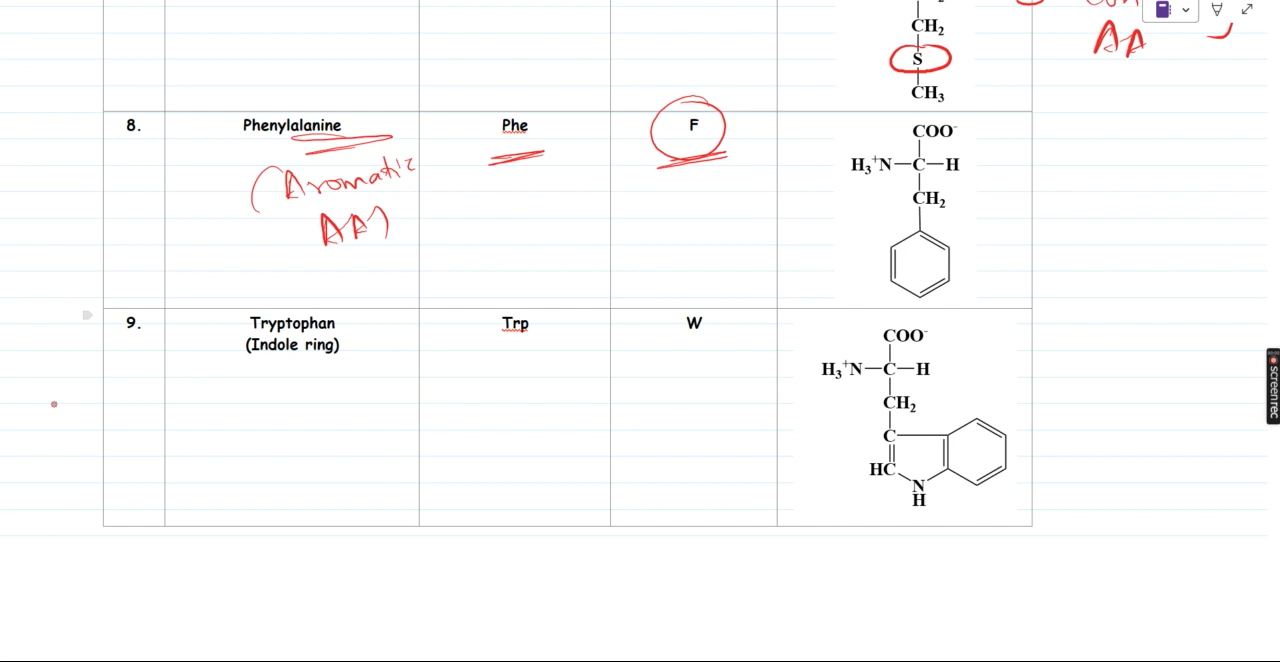 CH₂
S
CH₃
AA
8.
Phenylalanine
Phe
F
(Aromatic
AA)
COO⁻
H₃⁺N—C—H
CH₂
9.
Tryptophan
(Indole ring)
Trp
W
COO⁻
H₃⁺N—C—H
CH₂
C
HC
N
H
screenrec